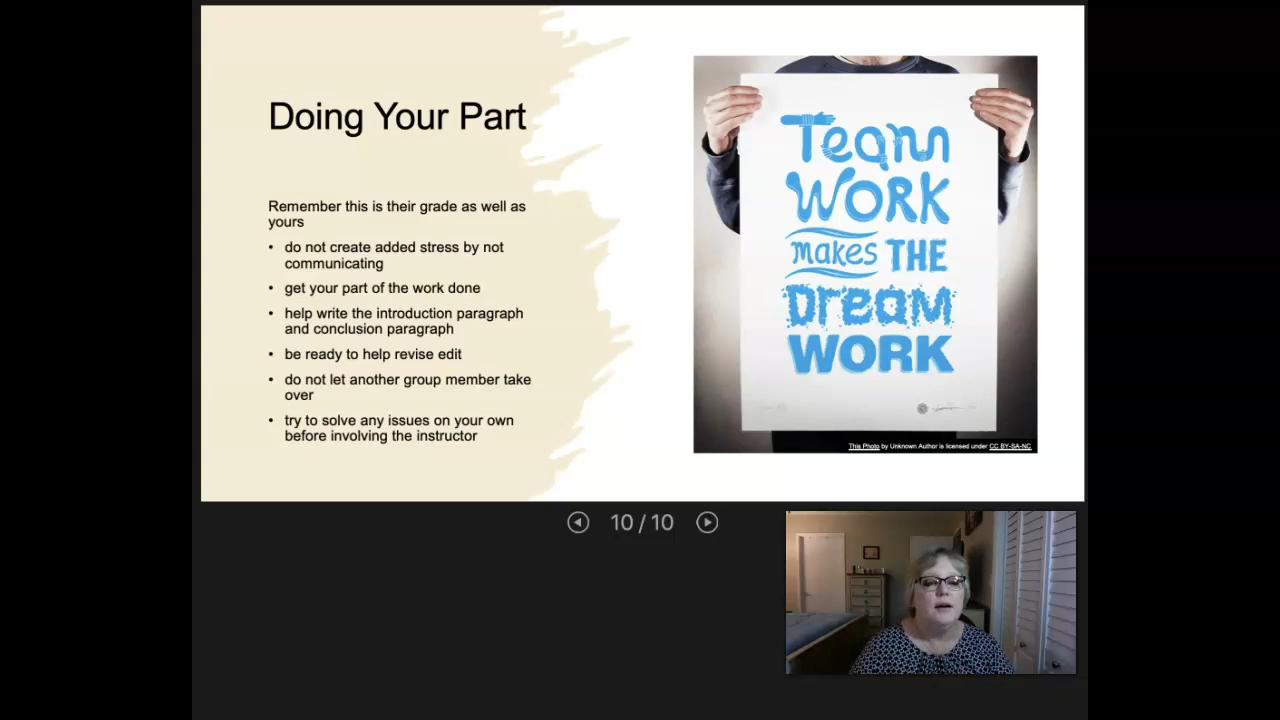 Doing Your Part
Remember this is their grade as well as
yours
• do not create added stress by not
communicating
• get your part of the work done
• help write the introduction paragraph
and conclusion paragraph
• be ready to help revise edit
• do not let another group member take
over
• try to solve any issues on your own
before involving the instructor
Team
WORK
makes THE
DREAM
WORK
This Photo by Unknown Author is licensed under CC BY-SA-NC
10 / 10